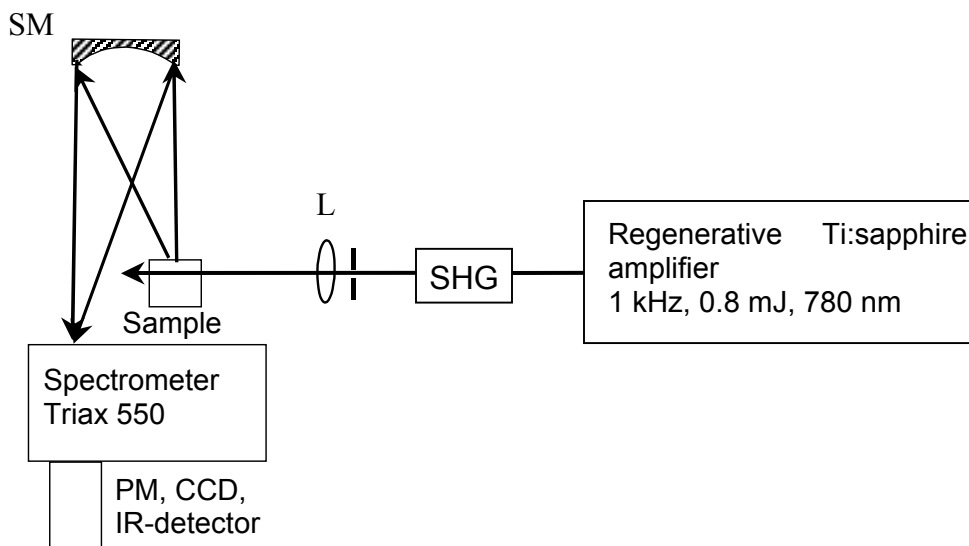 SM
L
Regenerative Ti:sapphire
amplifier
1 kHz, 0.8 mJ, 780 nm
SHG
Sample
Spectrometer
Triax 550
PM, CCD,
IR-detector